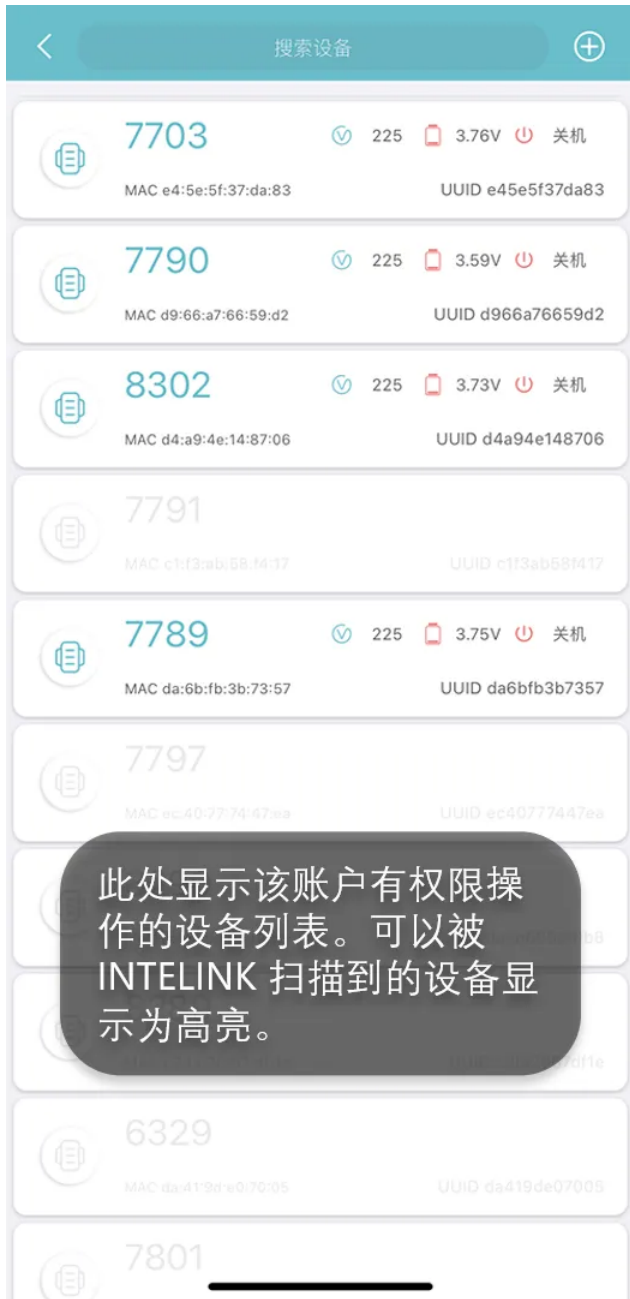 搜索设备
7703 225 3.76V 关机
MAC e4:5e:5f:37:da:83 UUID e45e5f37da83
7790 225 3.59V 关机
MAC d9:66:a7:66:59:d2 UUID d966a76659d2
8302 225 3.73V 关机
MAC d4:a9:4e:14:87:06 UUID d4a94e148706
7791
MAC c1:f3:ab:58:f4:17 UUID c1f3ab58f417
7789 225 3.75V 关机
MAC da:6b:fb:3b:73:57 UUID da6bfb3b7357
7797
MAC ec:40:77:74:47:ea UUID ec40777447ea
此处显示该账户有权限操
作的设备列表。可以被
INTELINK 扫描到的设备显
示为高亮。
6329
MAC da:41:9d:e0:70:05 UUID da419de07005
7801